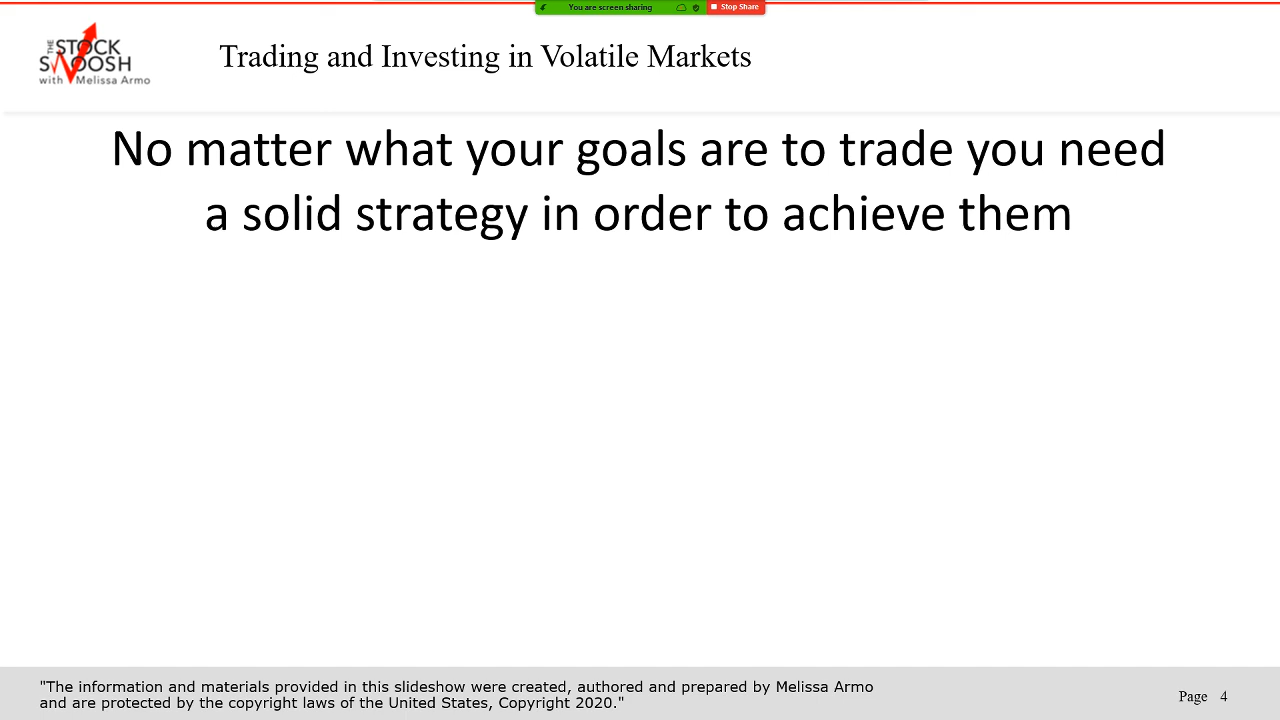 You are screen sharing
Stop Share
THE
STOCK
SWOOSH
with Melissa Armo
Trading and Investing in Volatile Markets
No matter what your goals are to trade you need
a solid strategy in order to achieve them
"The information and materials provided in this slideshow were created, authored and prepared by Melissa Armo
and are protected by the copyright laws of the United States, Copyright 2020."
Page 4